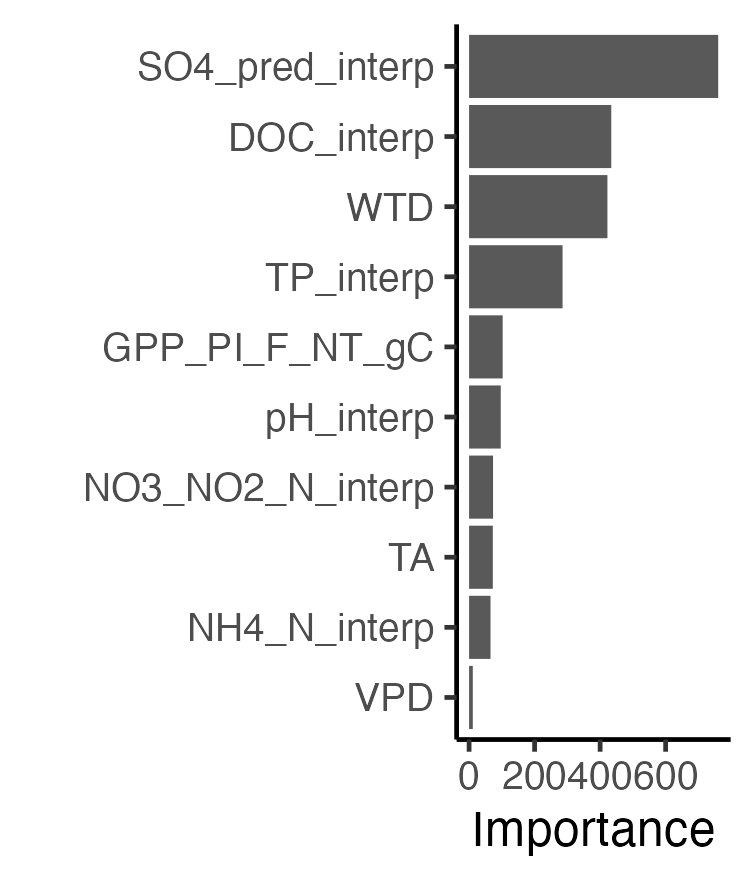 SO4_pred_interp
DOC_interp
WTD
TP_interp
GPP_PI_F_NT_gC
pH_interp
NO3_NO2_N_interp
TA
NH4_N_interp
VPD
0 200400600
Importance